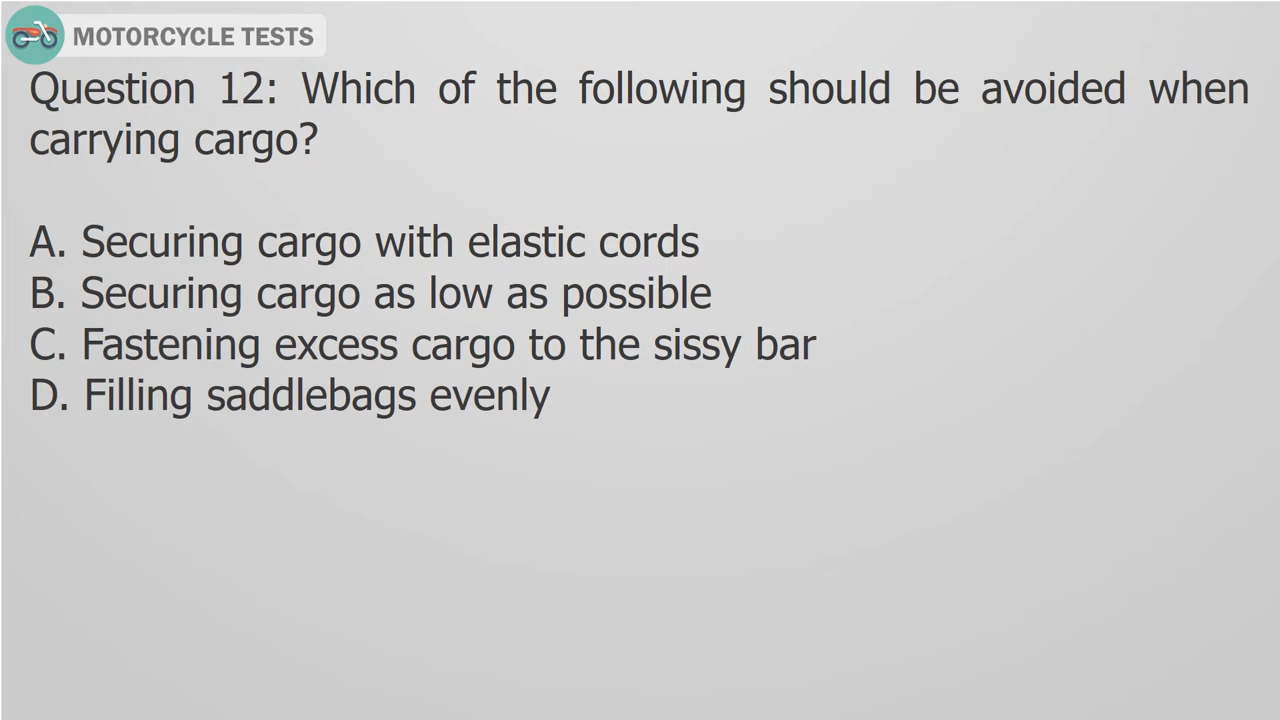 MOTORCYCLE TESTS
Question 12: Which of the following should be avoided when
carrying cargo?
A. Securing cargo with elastic cords
B. Securing cargo as low as possible
C. Fastening excess cargo to the sissy bar
D. Filling saddlebags evenly